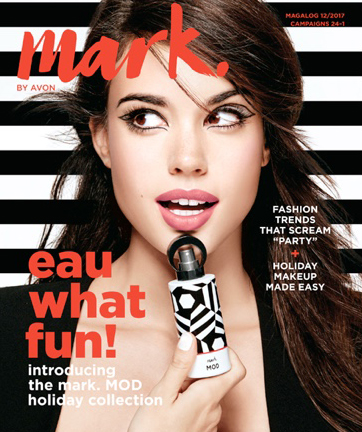 mark.
BY AVON
MAGALOG 12/2017
CAMPAIGNS 24-1
FASHION
TRENDS
THAT SCREAM
"PARTY"
+
HOLIDAY
MAKEUP
MADE EASY
eau
what
fun!
introducing
the mark. MOD
holiday collection
mark.
MOD